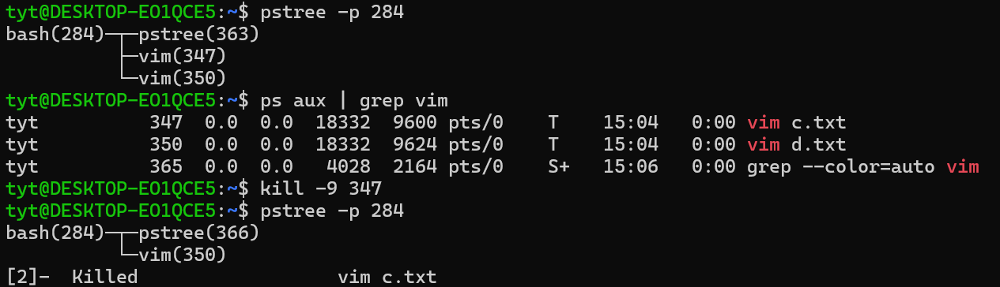 tyt@DESKTOP-EO1QCE5:~$ pstree -p 284
bash(284)─┬─pstree(363)
          ├─vim(347)
          └─vim(350)
tyt@DESKTOP-EO1QCE5:~$ ps aux | grep vim
tyt          347  0.0  0.0  18332  9600 pts/0    T    15:04   0:00 vim c.txt
tyt          350  0.0  0.0  18332  9624 pts/0    T    15:04   0:00 vim d.txt
tyt          365  0.0  0.0   4028  2164 pts/0    S+   15:06   0:00 grep --color=auto vim
tyt@DESKTOP-EO1QCE5:~$ kill -9 347
tyt@DESKTOP-EO1QCE5:~$ pstree -p 284
bash(284)─┬─pstree(366)
          └─vim(350)
[2]-  Killed                  vim c.txt